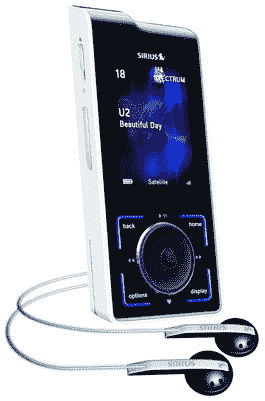 SIRIUS
18
SPECTRUM
U2
Beautiful Day
Satellite
back
home
options
display
SIRIUS
SIRIUS